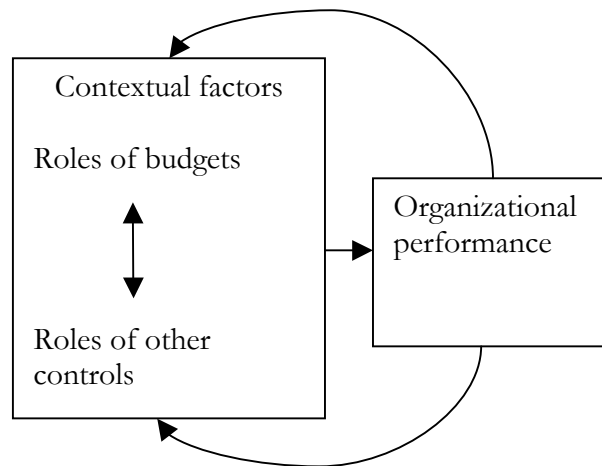 Contextual factors
Roles of budgets
Organizational
performance
Roles of other
controls